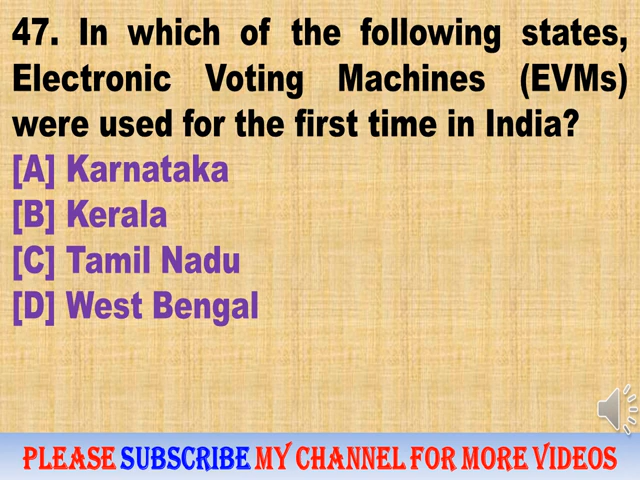 47. In which of the following states,
Electronic Voting Machines (EVMs)
were used for the first time in India?
[A] Karnataka
[B] Kerala
[C] Tamil Nadu
[D] West Bengal
PLEASE SUBSCRIBE MY CHANNEL FOR MORE VIDEOS